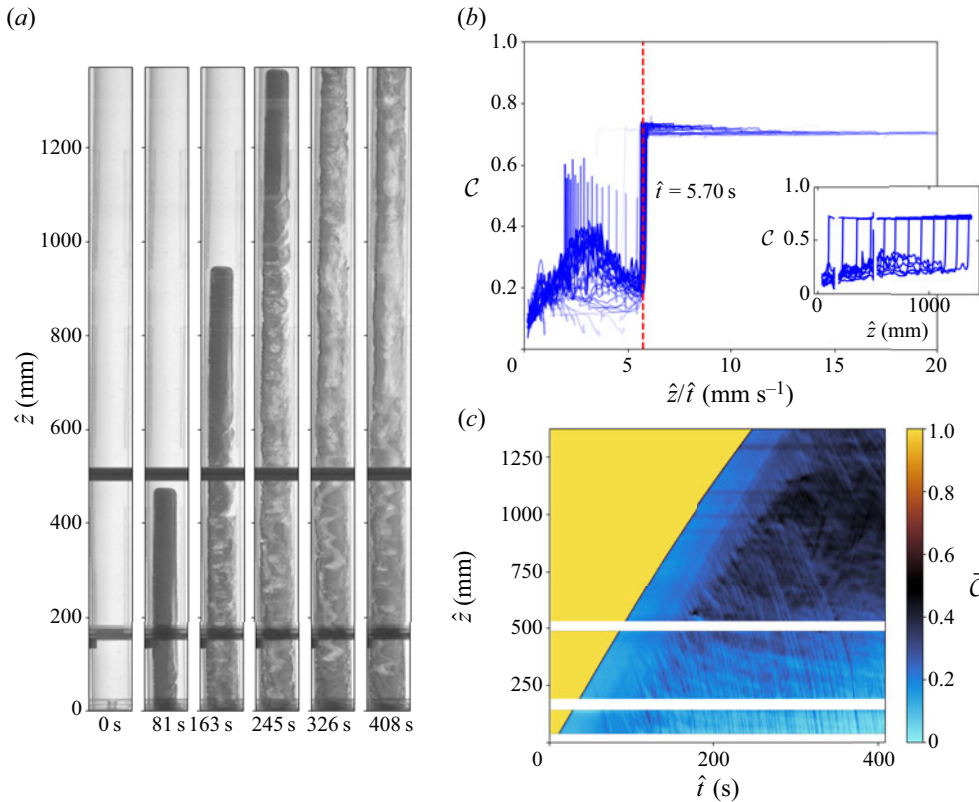 (a)
1200
1000
800
600
400
200
0
ẑ (mm)
0 s 81 s 163 s 245 s 326 s 408 s
(b)
1.0
0.8
0.6
0.4
0.2
0 5 10 15 20
C
ẑ/t̂ (mm s⁻¹)
t̂ = 5.70 s
1.0
0.5
0
C
0 1000
ẑ (mm)
(c)
1250
1000
750
500
250
0 200 400
ẑ (mm)
t̂ (s)
1.0
0.8
0.6
0.4
0.2
0
C̄